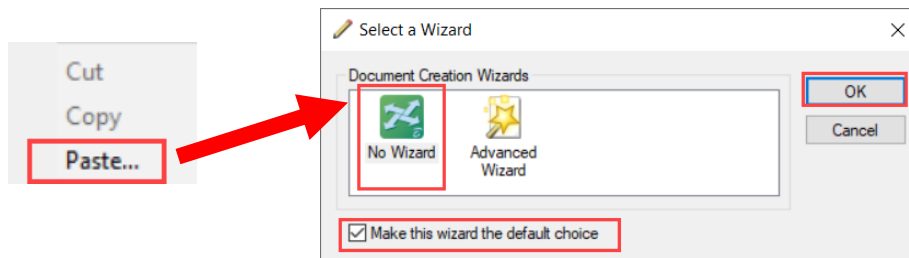 Cut
Copy
Paste...
Select a Wizard
Document Creation Wizards
No Wizard
Advanced
Wizard
OK
Cancel
Make this wizard the default choice